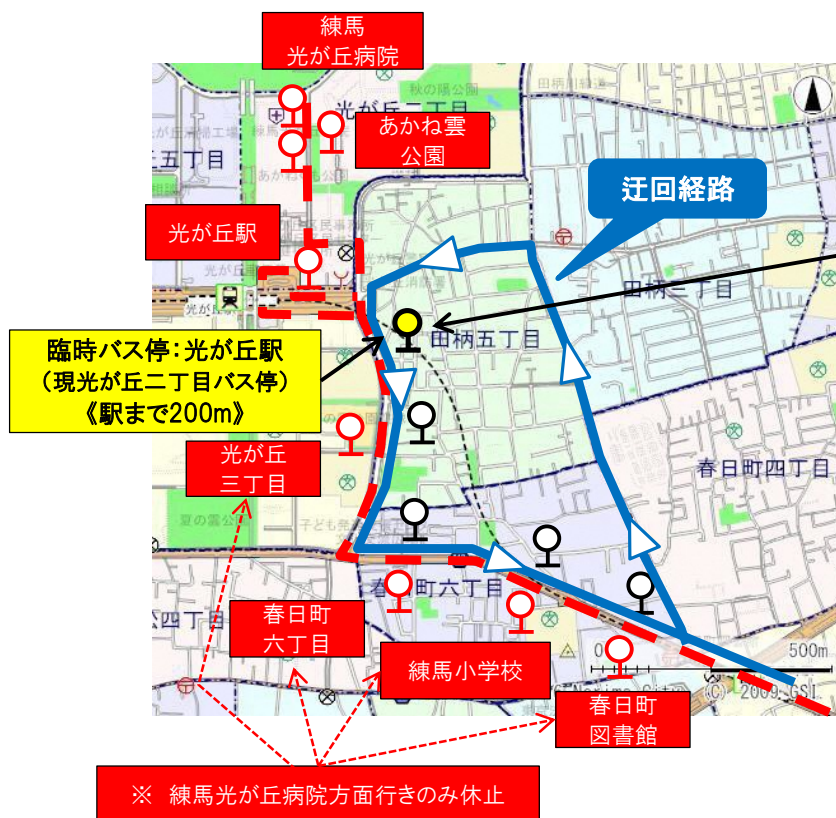 練馬
光が丘病院
秋の陽公園
光が丘二丁目
あかね雲
公園
迂回経路
光が丘駅
田柄二丁目
臨時バス停：光が丘駅
（現光が丘二丁目バス停）
《駅まで200m》
田柄五丁目
光が丘
三丁目
春日町四丁目
夏の雲公園
春日町六丁目
春日町
六丁目
練馬小学校
0
500m
(C) 2009 GSI
春日町
図書館
※ 練馬光が丘病院方面行きのみ休止